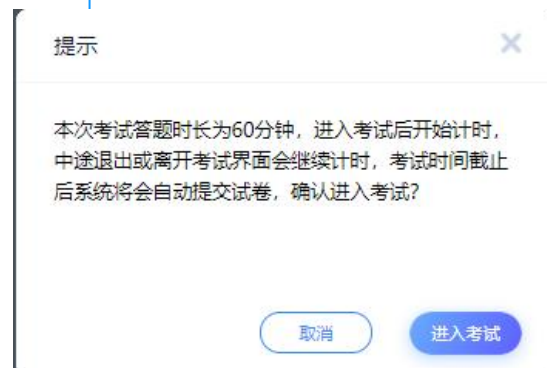 提示
本次考试答题时长为60分钟，进入考试后开始计时，
中途退出或离开考试界面会继续计时，考试时间截止
后系统将会自动提交试卷，确认进入考试？
取消
进入考试